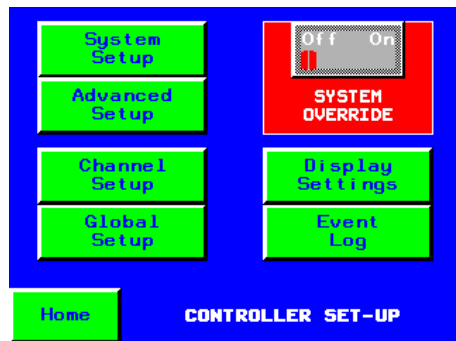 System
Setup
Off On
Advanced
Setup
SYSTEM
OVERRIDE
Channel
Setup
Display
Settings
Global
Setup
Event
Log
Home
CONTROLLER SET-UP